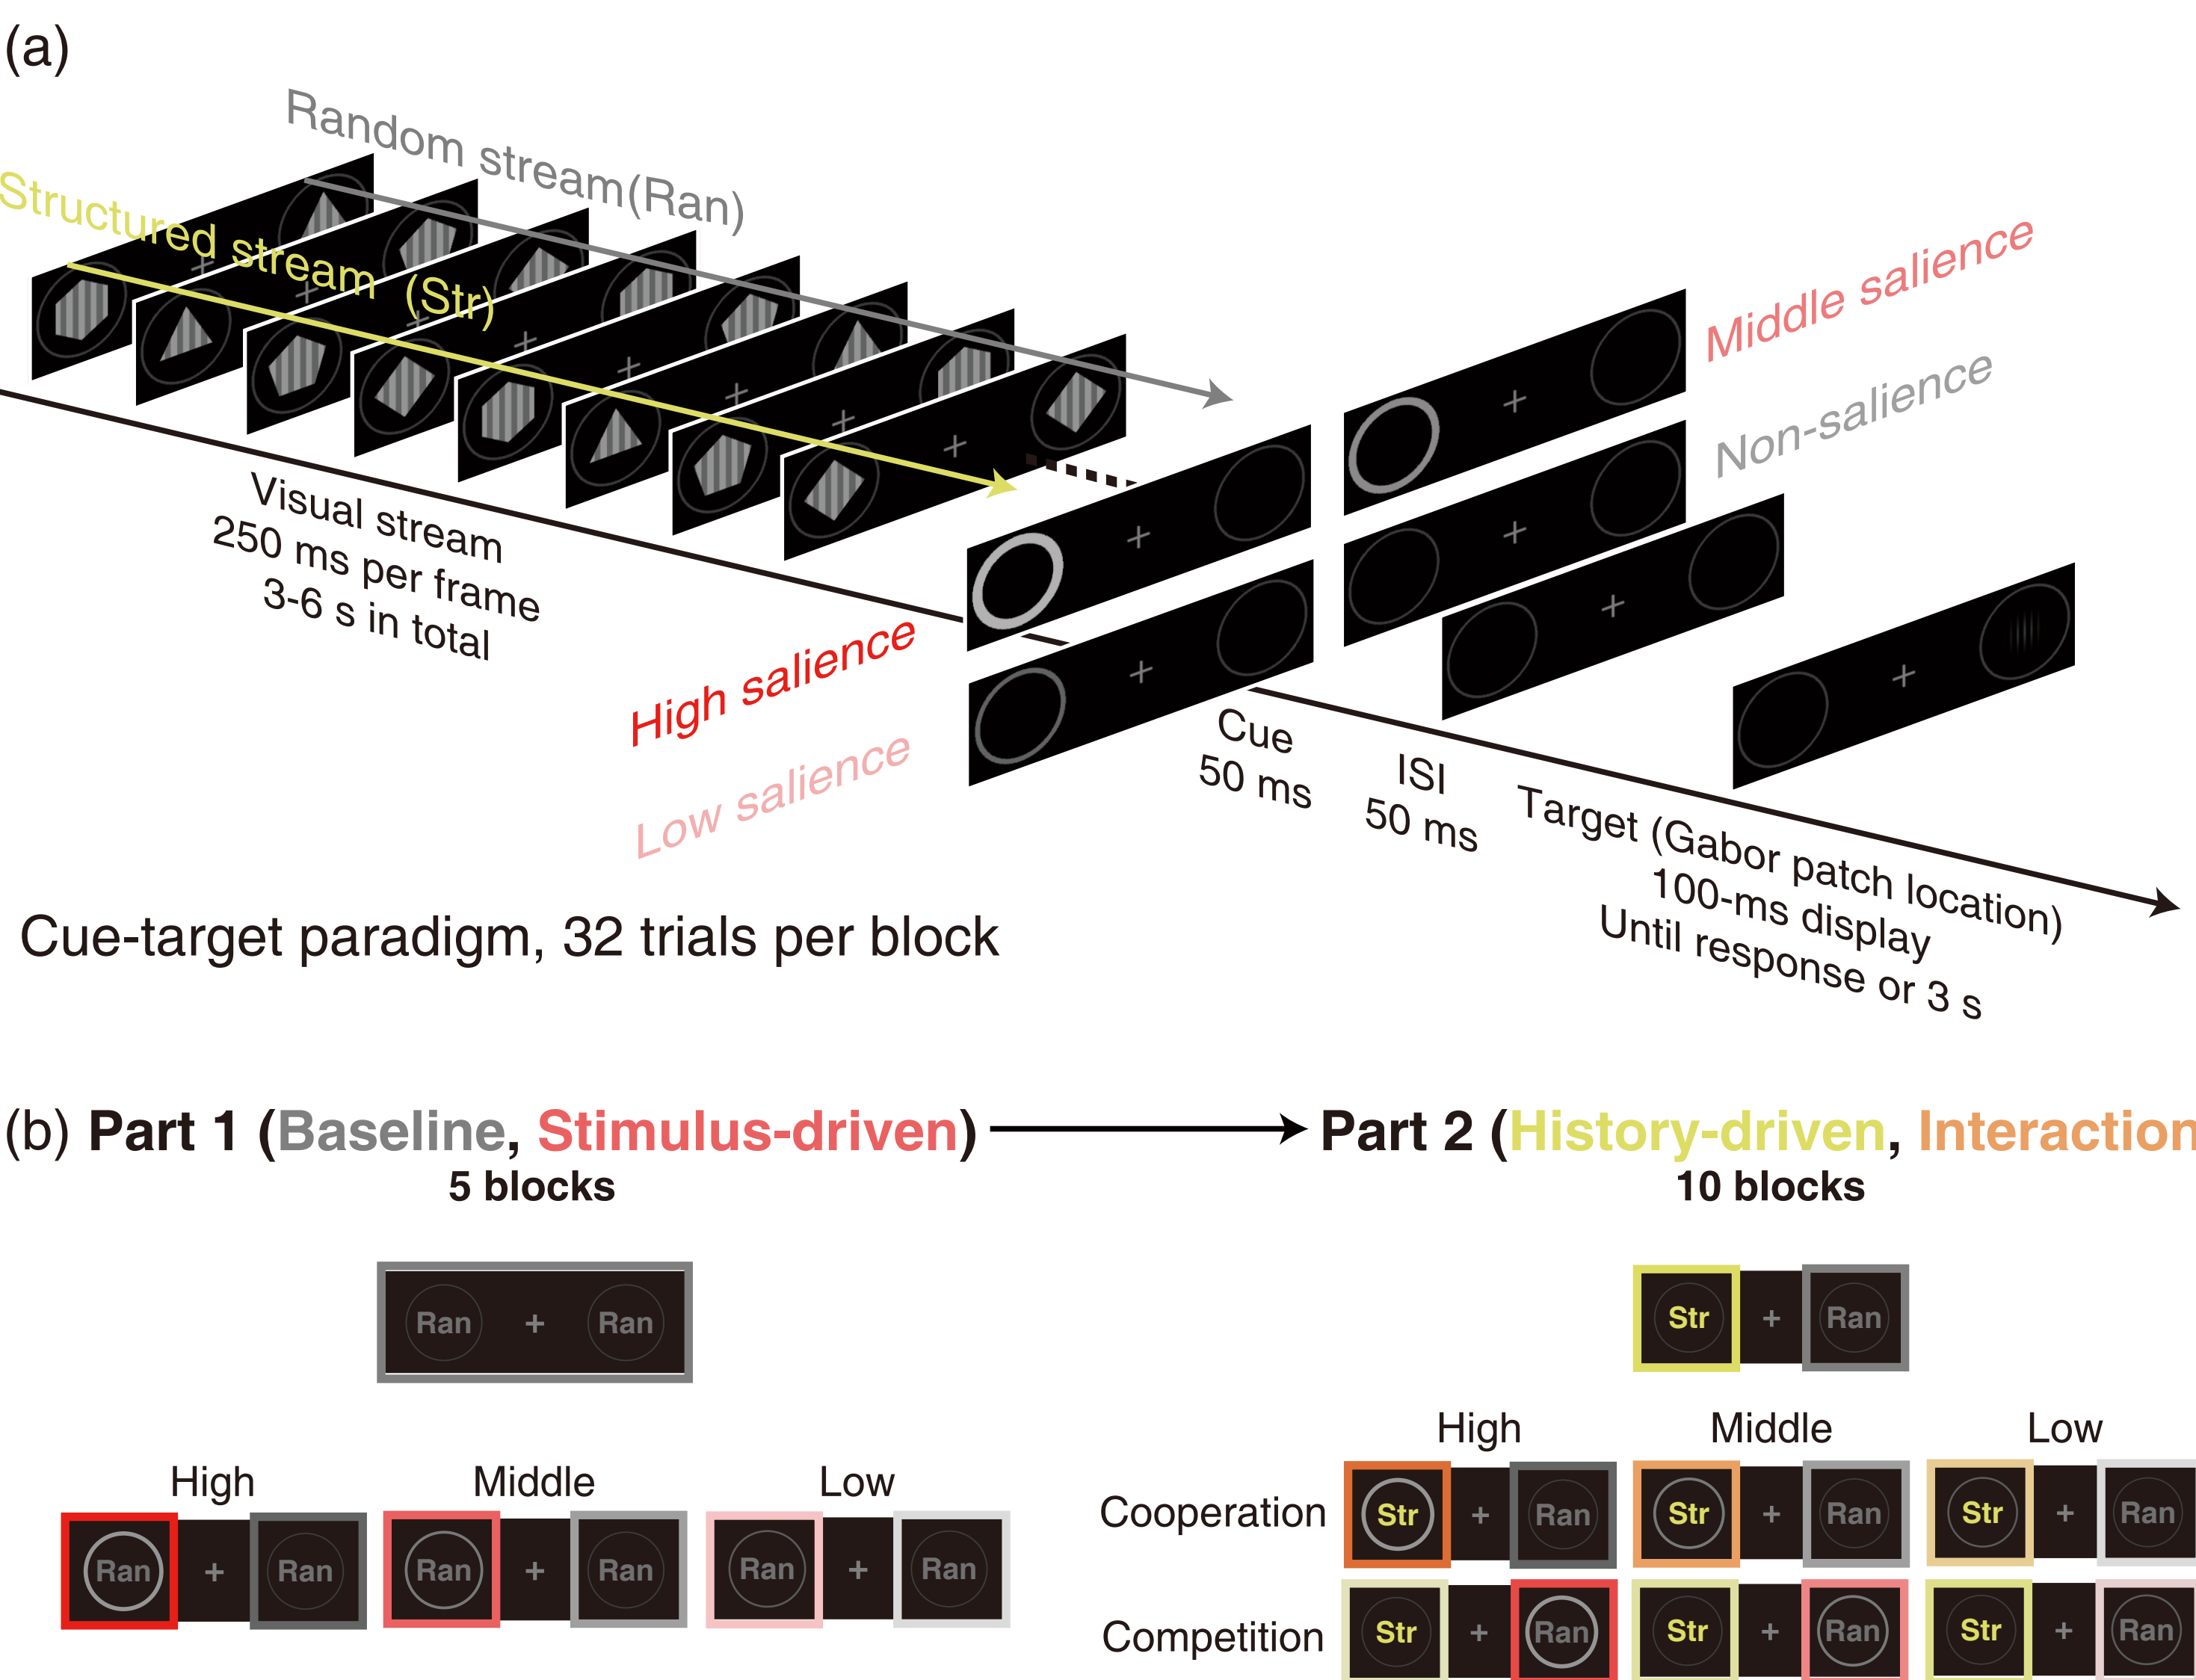 (a)
Random stream(Ran)
Structured stream (Str)
Middle salience
Non-salience
Visual stream
250 ms per frame
3-6 s in total
High salience
Low salience
Cue
50 ms
ISI
50 ms
Target (Gabor patch location)
100-ms display
Until response or 3 s
Cue-target paradigm, 32 trials per block
(b) Part 1 (Baseline, Stimulus-driven)
5 blocks
Part 2 (History-driven, Interaction
10 blocks
Ran + Ran
Str + Ran
High Middle Low
Ran + Ran Ran + Ran Ran + Ran
High Middle Low
Cooperation Str + Ran Str + Ran Str + Ran
Competition Str + Ran Str + Ran Str + Ran